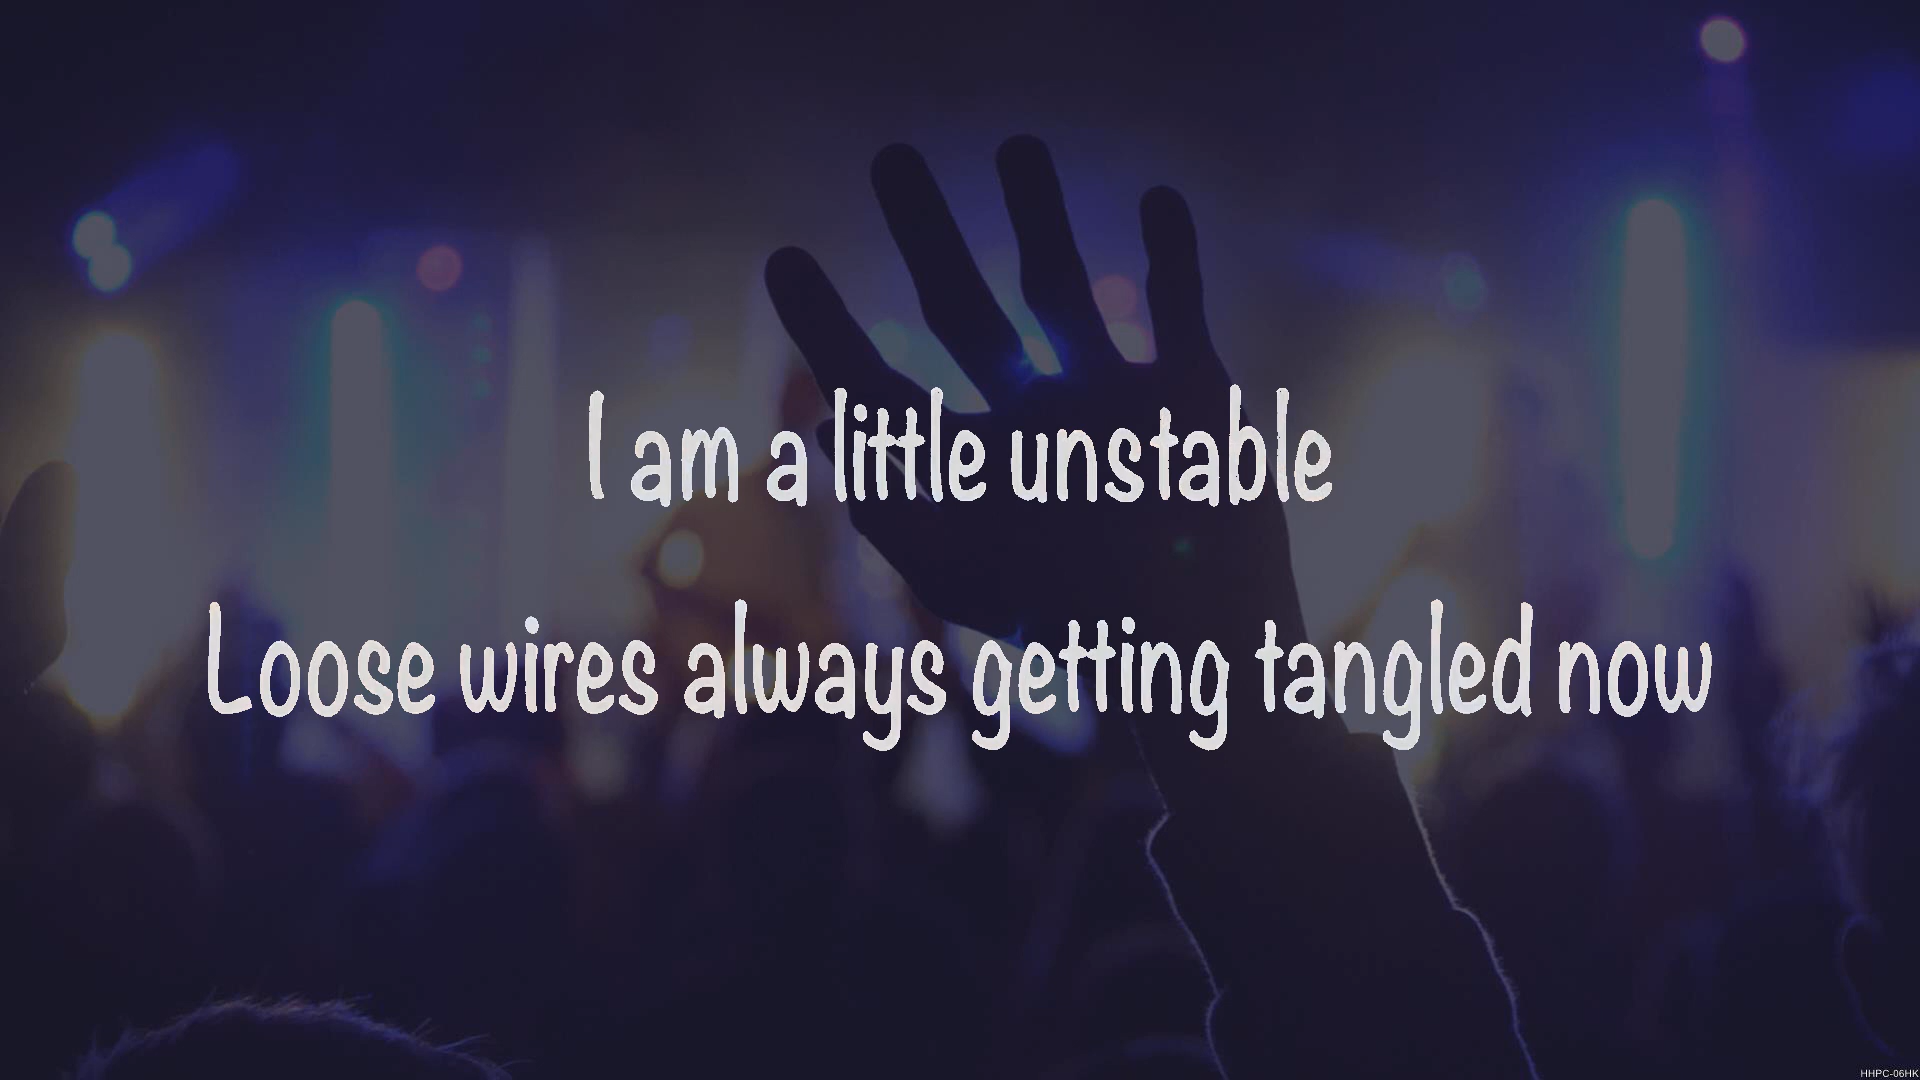 I am a little unstable
Loose wires always getting tangled now
HHPC-06HK